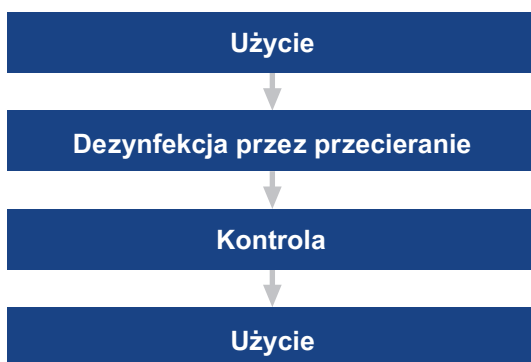 Użycie
Dezynfekcja przez przecieranie
Kontrola
Użycie